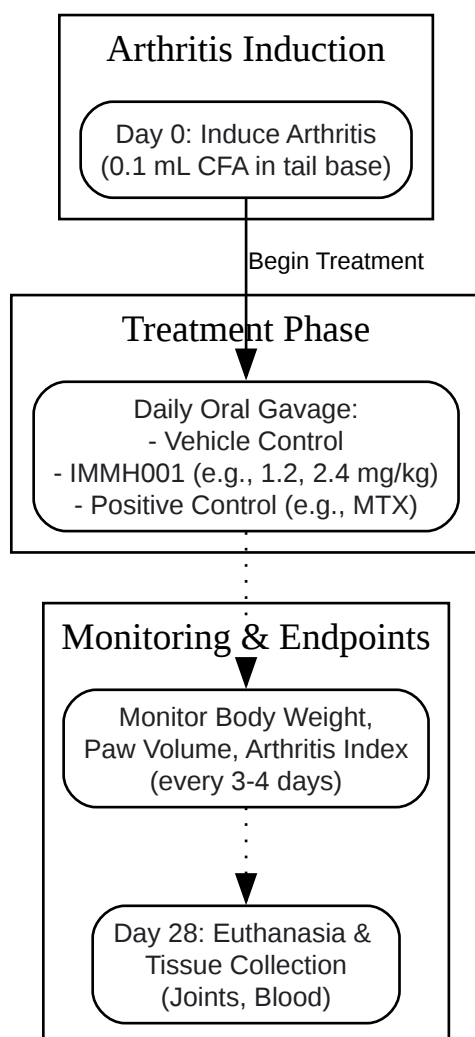 Arthritis Induction
Day 0: Induce Arthritis
(0.1 mL CFA in tail base)
Begin Treatment
Treatment Phase
Daily Oral Gavage:
- Vehicle Control
- IMMH001 (e.g., 1.2, 2.4 mg/kg)
- Positive Control (e.g., MTX)
Monitoring & Endpoints
Monitor Body Weight,
Paw Volume, Arthritis Index
(every 3-4 days)
Day 28: Euthanasia &
Tissue Collection
(Joints, Blood)